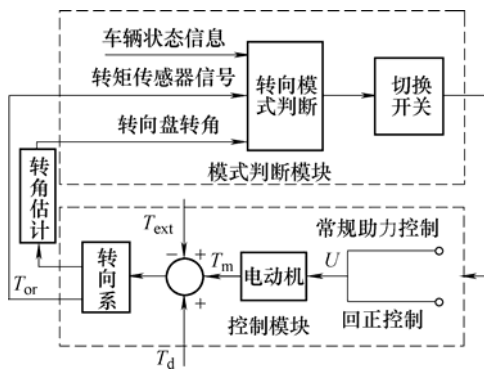 车辆状态信息
转矩传感器信号
转向盘转角
转向模
式判断
切换
开关
模式判断模块
转角估计
T_ext
常规助力控制
T_or
转向系
− +
+
T_m
电动机
U
控制模块
回正控制
T_d